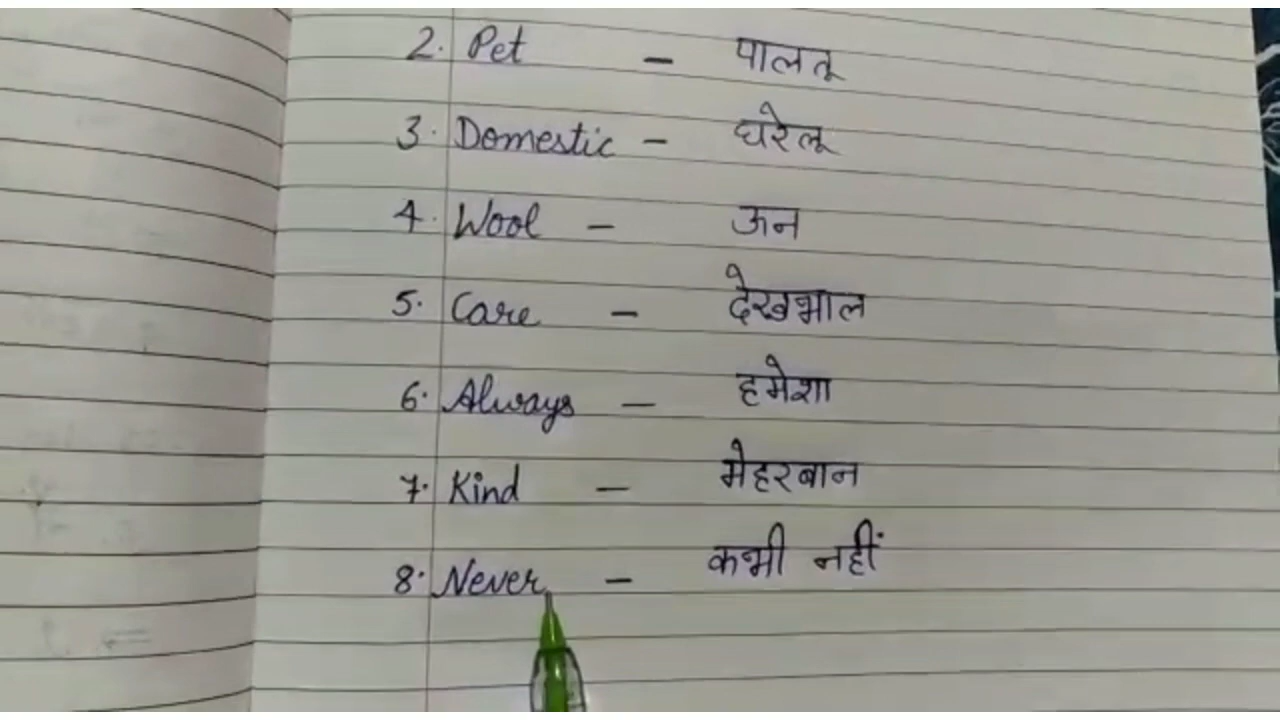 2. Pet - पालतू
3. Domestic - घरेलू
4. Wool - ऊन
5. Care - देखभाल
6. Always - हमेशा
7. Kind - मेहरबान
8. Never - कभी नहीं